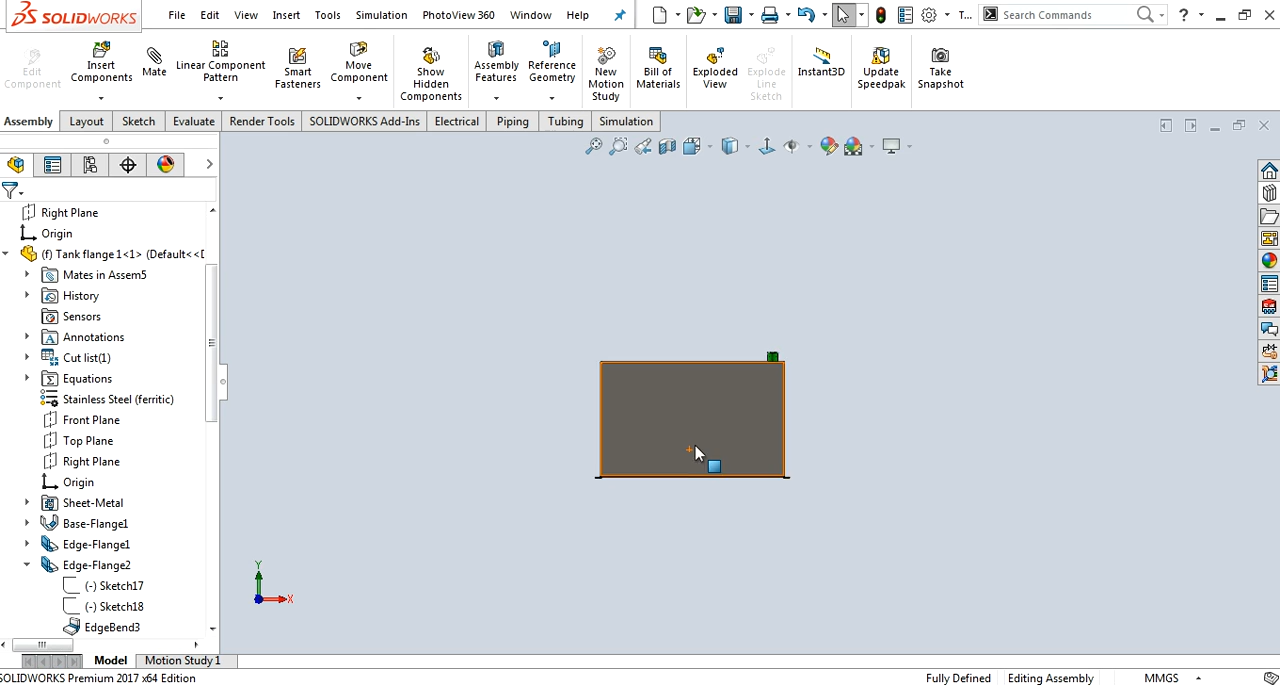 SOLIDWORKS File Edit View Insert Tools Simulation PhotoView 360 Window Help T... Search Commands
Edit Component
Insert Components
Mate
Linear Component Pattern
Smart Fasteners
Move Component
Show Hidden Components
Assembly Features
Reference Geometry
New Motion Study
Bill of Materials
Exploded View
Explode Line Sketch
Instant3D
Update Speedpak
Take Snapshot
Assembly Layout Sketch Evaluate Render Tools SOLIDWORKS Add-Ins Electrical Piping Tubing Simulation
Right Plane
Origin
(f) Tank flange 1<1> (Default<<D
Mates in Assem5
History
Sensors
Annotations
Cut list(1)
Equations
Stainless Steel (ferritic)
Front Plane
Top Plane
Right Plane
Origin
Sheet-Metal
Base-Flange1
Edge-Flange1
Edge-Flange2
(-) Sketch17
(-) Sketch18
EdgeBend3
Y
X
Model Motion Study 1
SOLIDWORKS Premium 2017 x64 Edition Fully Defined Editing Assembly MMGS